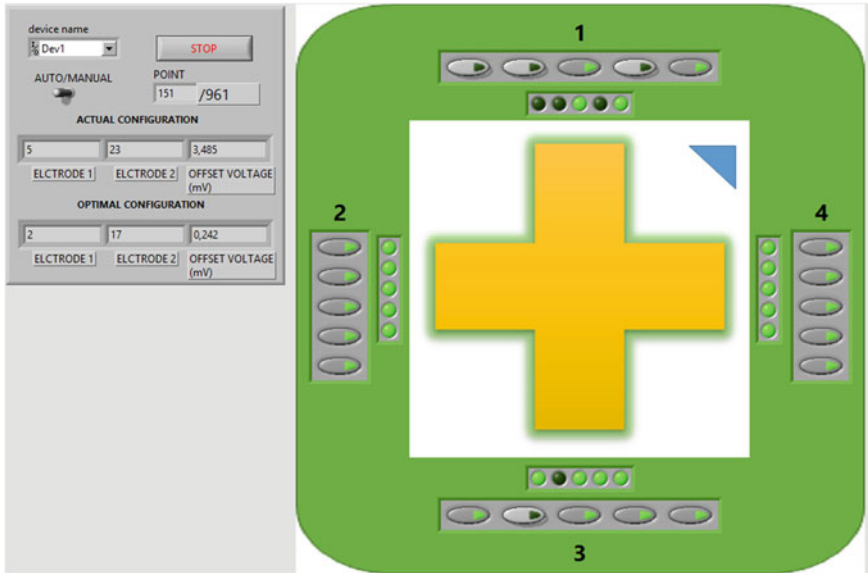 device name
Dev1
STOP
AUTO/MANUAL
POINT
151 /961
ACTUAL CONFIGURATION
5 23 3,485
ELCTRODE 1 ELCTRODE 2 OFFSET VOLTAGE
(mV)
OPTIMAL CONFIGURATION
2 17 0,242
ELCTRODE 1 ELCTRODE 2 OFFSET VOLTAGE
(mV)
1
2
4
3